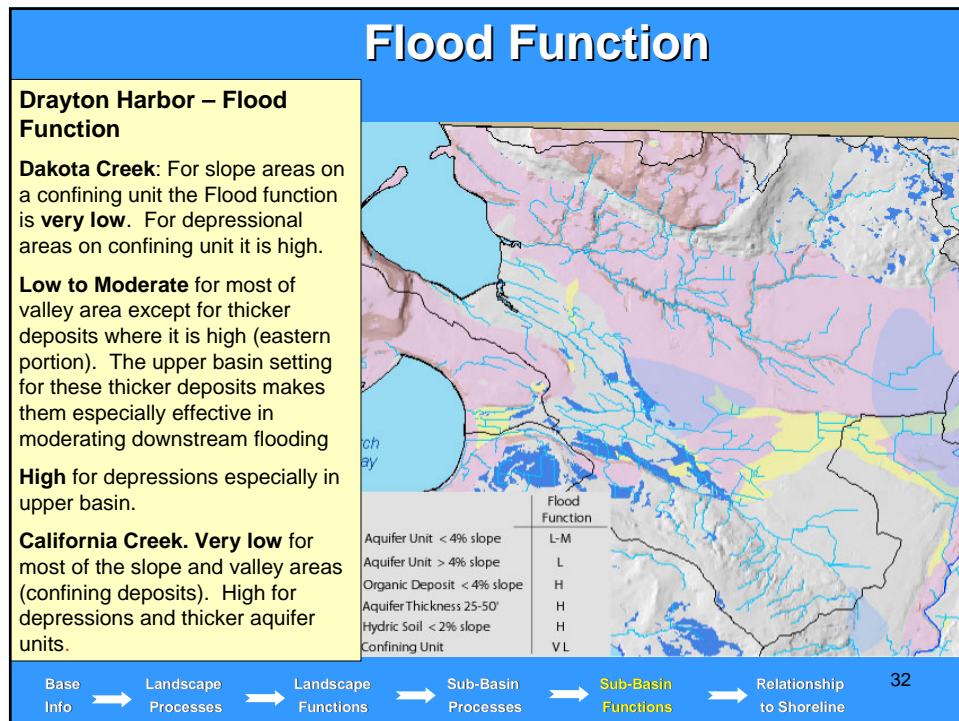 Flood Function
Drayton Harbor – Flood
Function
Dakota Creek: For slope areas on
a confining unit the Flood function
is very low. For depressional
areas on confining unit it is high.
Low to Moderate for most of
valley area except for thicker
deposits where it is high (eastern
portion). The upper basin setting
for these thicker deposits makes
them especially effective in
moderating downstream flooding
High for depressions especially in
upper basin.
California Creek. Very low for
most of the slope and valley areas
(confining deposits). High for
depressions and thicker aquifer
units.
Flood
Function
Aquifer Unit < 4% slope L-M
Aquifer Unit > 4% slope L
Organic Deposit < 4% slope H
Aquifer Thickness 25-50' H
Hydric Soil < 2% slope H
Confining Unit V L
Base
Info
Landscape
Processes
Landscape
Functions
Sub-Basin
Processes
Sub-Basin
Functions
Relationship
to Shoreline
32